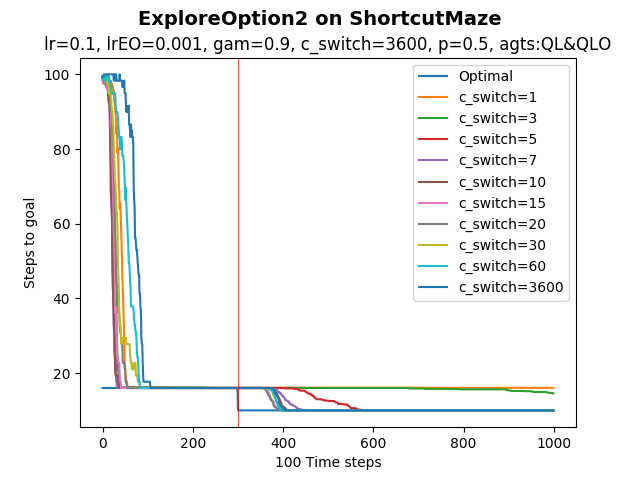 ExploreOption2 on ShortcutMaze
lr=0.1, lrEO=0.001, gam=0.9, c_switch=3600, p=0.5, agts:QL&QLO
Steps to goal
100
80
60
40
20
Optimal
c_switch=1
c_switch=3
c_switch=5
c_switch=7
c_switch=10
c_switch=15
c_switch=20
c_switch=30
c_switch=60
c_switch=3600
0 200 400 600 800 1000
100 Time steps